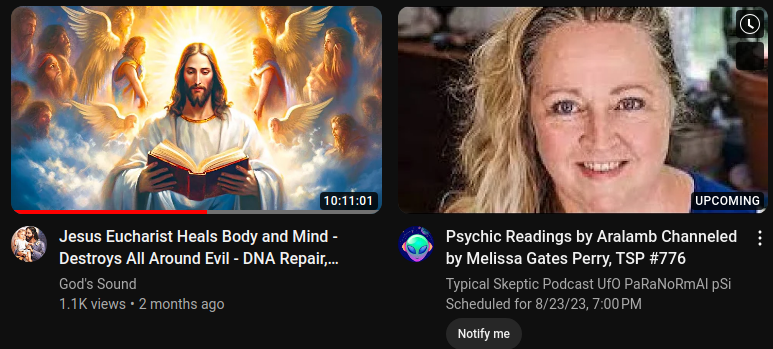 10:11:01
UPCOMING
Jesus Eucharist Heals Body and Mind -
Destroys All Around Evil - DNA Repair,...
God's Sound
1.1K views • 2 months ago
Psychic Readings by Aralamb Channeled
by Melissa Gates Perry, TSP #776
Typical Skeptic Podcast UfO PaRaNoRmAl pSi
Scheduled for 8/23/23, 7:00 PM
Notify me